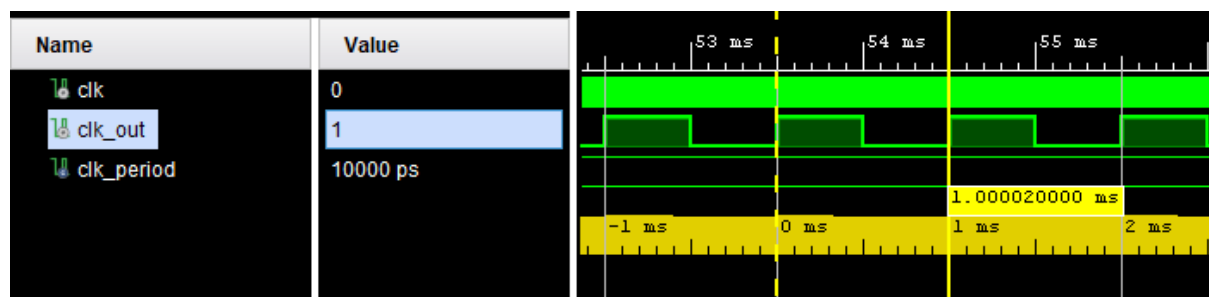 Name Value
53 ms 54 ms 55 ms
clk 0
clk_out 1
clk_period 10000 ps
1.000020000 ms
-1 ms 0 ms 1 ms 2 ms